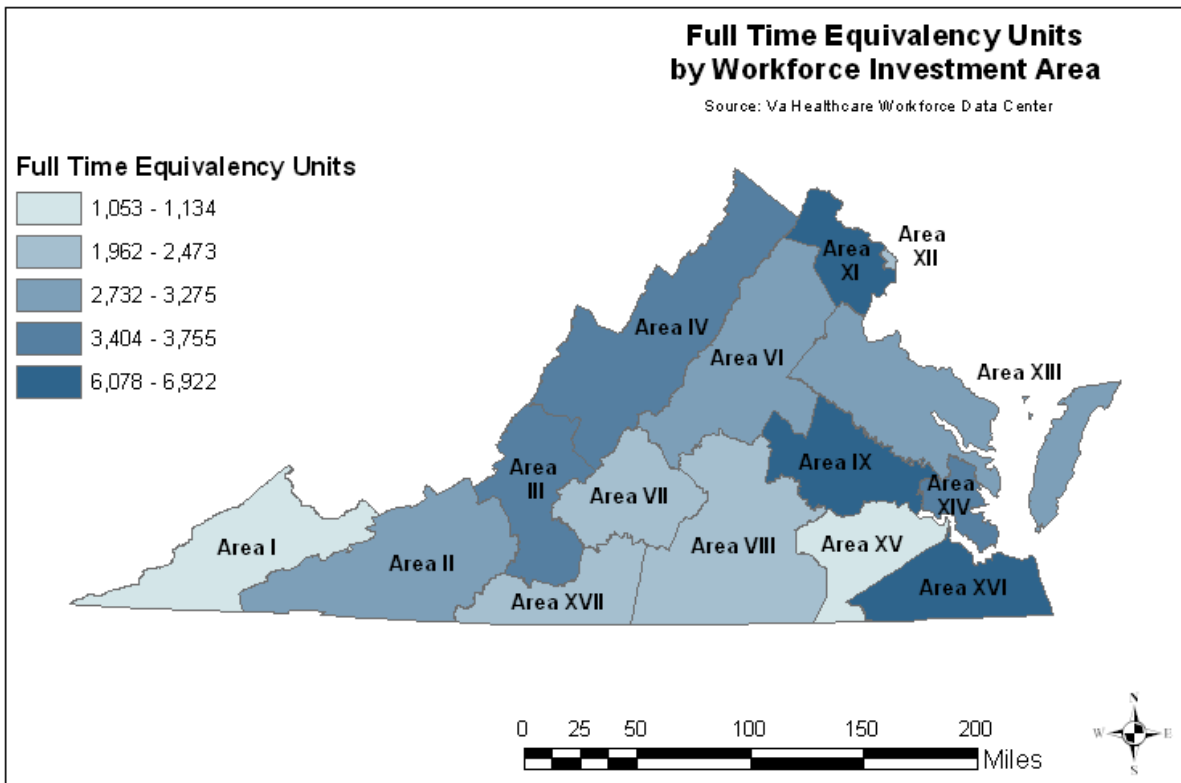 Full Time Equivalency Units
by Workforce Investment Area
Source: Va Healthcare Workforce Data Center
Full Time Equivalency Units
1,053 - 1,134
1,962 - 2,473
2,732 - 3,275
3,404 - 3,755
6,078 - 6,922
Area
XII
Area
XI
Area IV
Area VI
Area XIII
Area IX
Area
III
Area VII
Area
XIV
Area I
Area VIII
Area XV
Area II
Area XVI
Area XVII
N
W
E
S
0 25 50 100 150 200
Miles